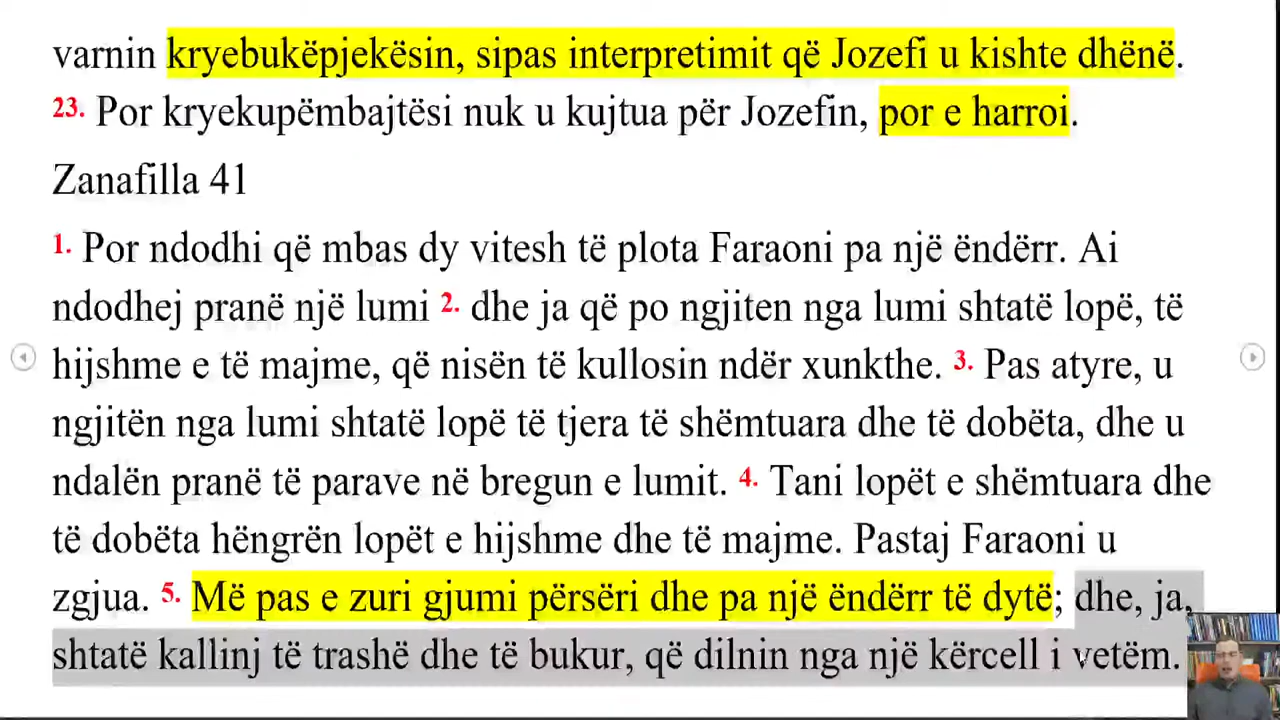 varnin kryebukëpjekësin, sipas interpretimit që Jozefi u kishte dhënë.
23. Por kryekupëmbajtësi nuk u kujtua për Jozefin, por e harroi.
Zanafilla 41
1. Por ndodhi që mbas dy vitesh të plota Faraoni pa një ëndërr. Ai
ndodhej pranë një lumi 2. dhe ja që po ngjiten nga lumi shtatë lopë, të
hijshme e të majme, që nisën të kullosin ndër xunkthe. 3. Pas atyre, u
ngjitën nga lumi shtatë lopë të tjera të shëmtuara dhe të dobëta, dhe u
ndalën pranë të parave në bregun e lumit. 4. Tani lopët e shëmtuara dhe
të dobëta hëngrën lopët e hijshme dhe të majme. Pastaj Faraoni u
zgjua. 5. Më pas e zuri gjumi përsëri dhe pa një ëndërr të dytë; dhe, ja,
shtatë kallinj të trashë dhe të bukur, që dilnin nga një kërcell i vetëm.